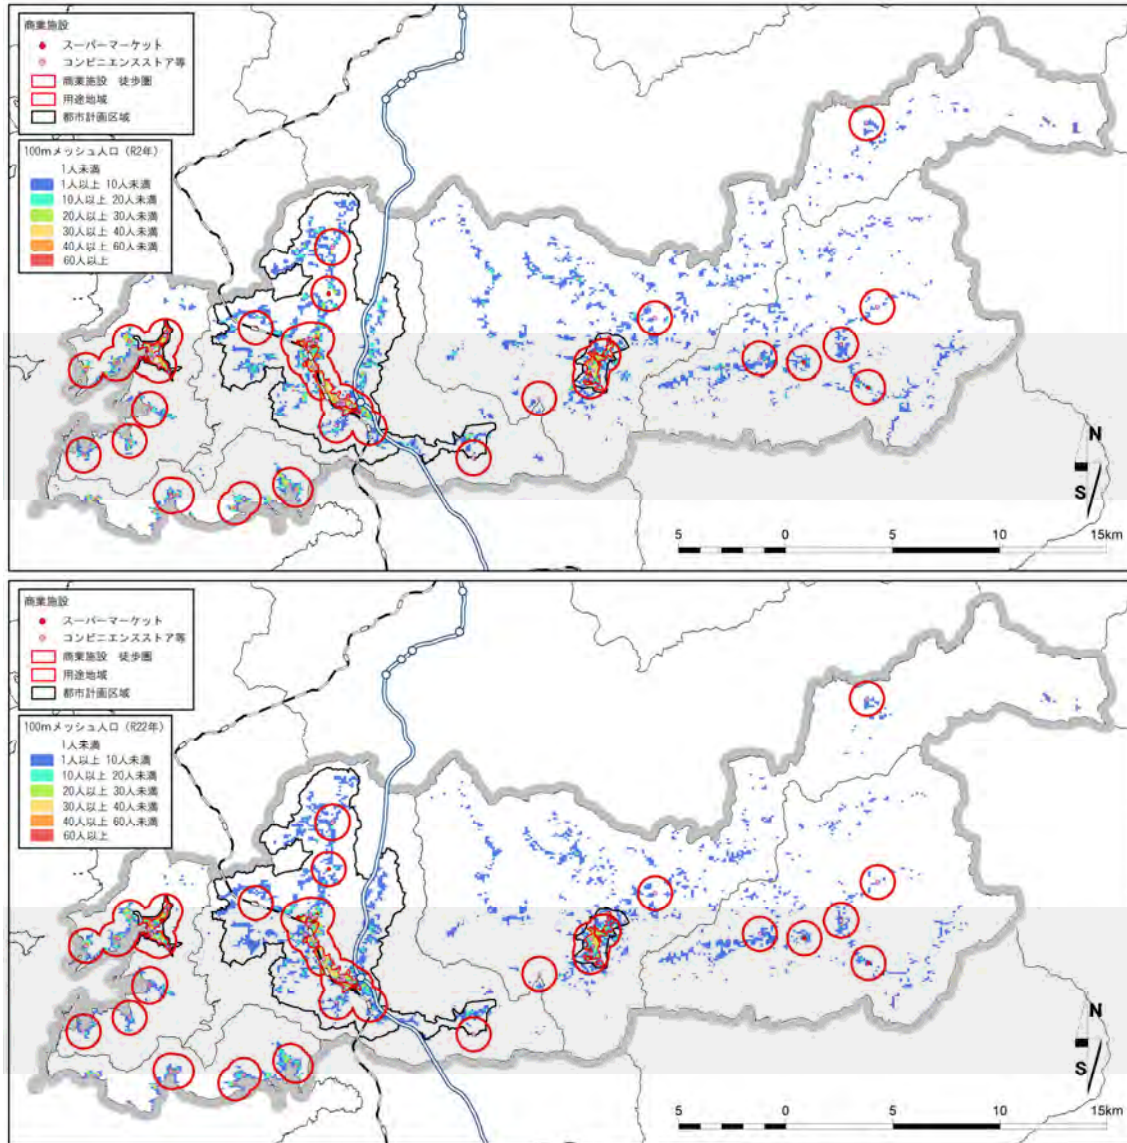 商業施設
スーパーマーケット
コンビニエンスストア等
商業施設 徒歩圏
用途地域
都市計画区域
100mメッシュ人口（R2年）
1人未満
1人以上 10人未満
10人以上 20人未満
20人以上 30人未満
30人以上 40人未満
40人以上 60人未満
60人以上
N
S
5 0 5 10 15km
商業施設
スーパーマーケット
コンビニエンスストア等
商業施設 徒歩圏
用途地域
都市計画区域
100mメッシュ人口（R22年）
1人未満
1人以上 10人未満
10人以上 20人未満
20人以上 30人未満
30人以上 40人未満
40人以上 60人未満
60人以上
N
S
5 0 5 10 15km